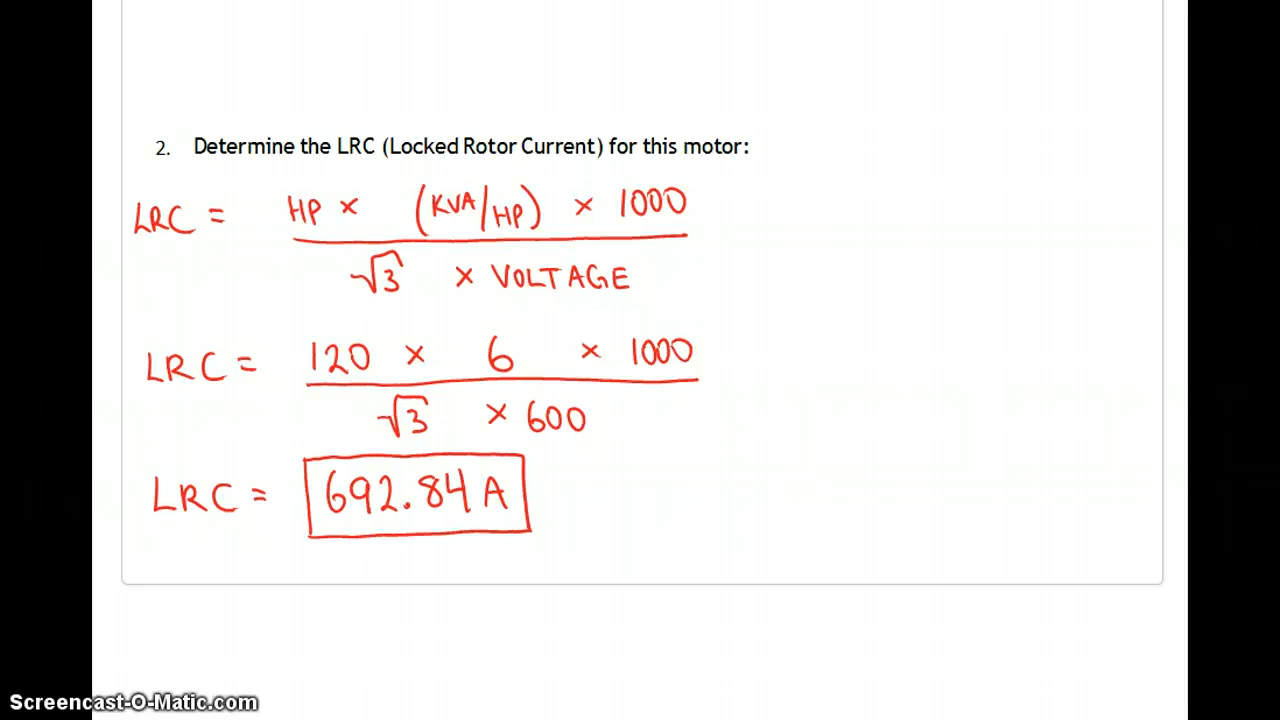 2. Determine the LRC (Locked Rotor Current) for this motor:
LRC = HP × (KVA/HP) × 1000
√3 × VOLTAGE
LRC = 120 × 6 × 1000
√3 × 600
LRC = 692.84 A
Screencast-O-Matic.com